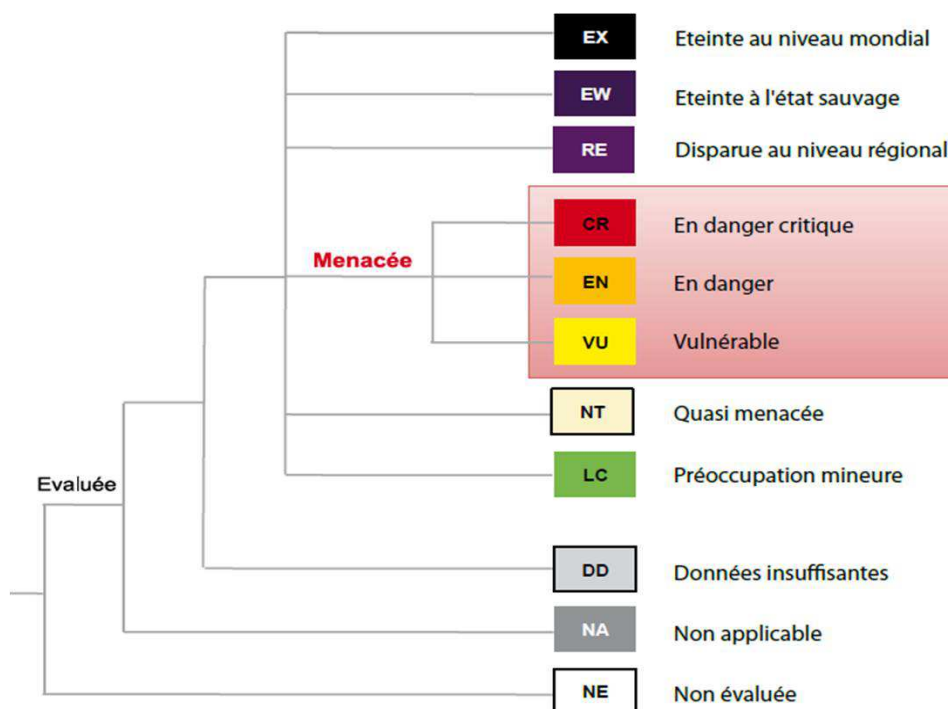 EX Eteinte au niveau mondial
EW Eteinte à l'état sauvage
RE Disparue au niveau régional
CR En danger critique
Menacée
EN En danger
VU Vulnérable
NT Quasi menacée
LC Préoccupation mineure
Evaluée
DD Données insuffisantes
NA Non applicable
NE Non évaluée